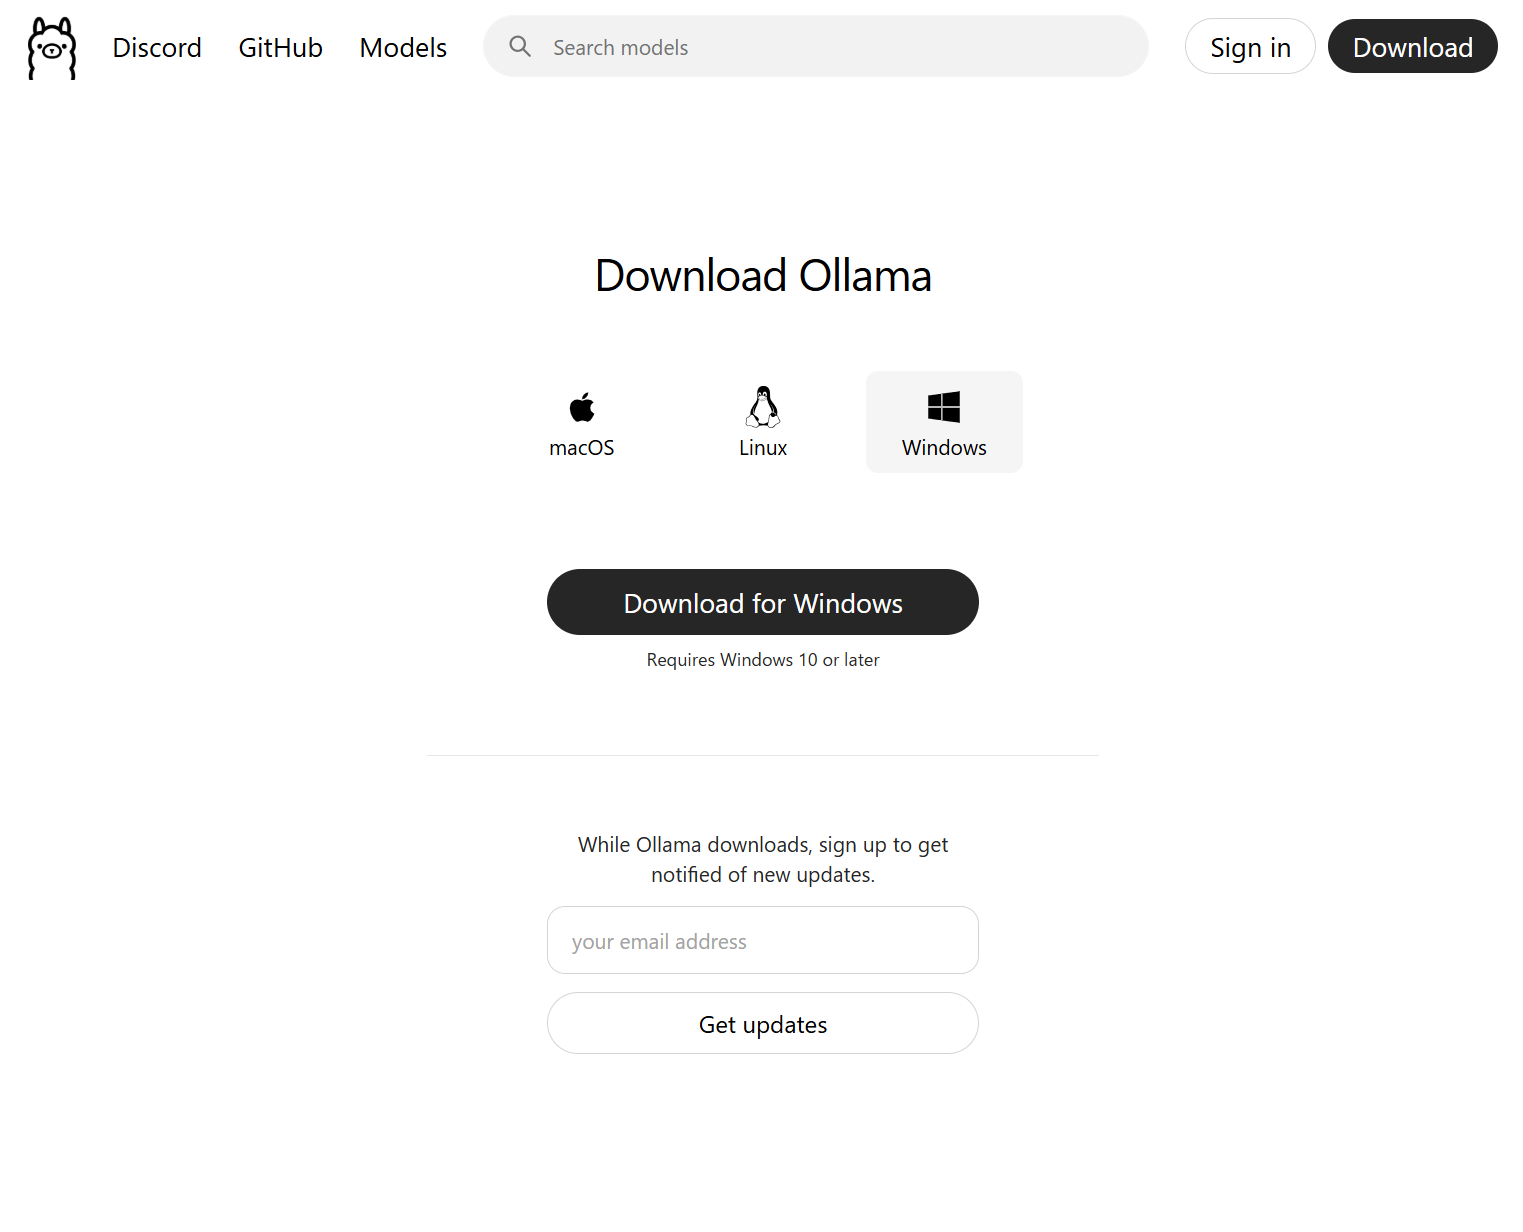 Discord GitHub Models Search models Sign in Download
Download Ollama
macOS Linux Windows
Download for Windows
Requires Windows 10 or later
While Ollama downloads, sign up to get
notified of new updates.
your email address
Get updates